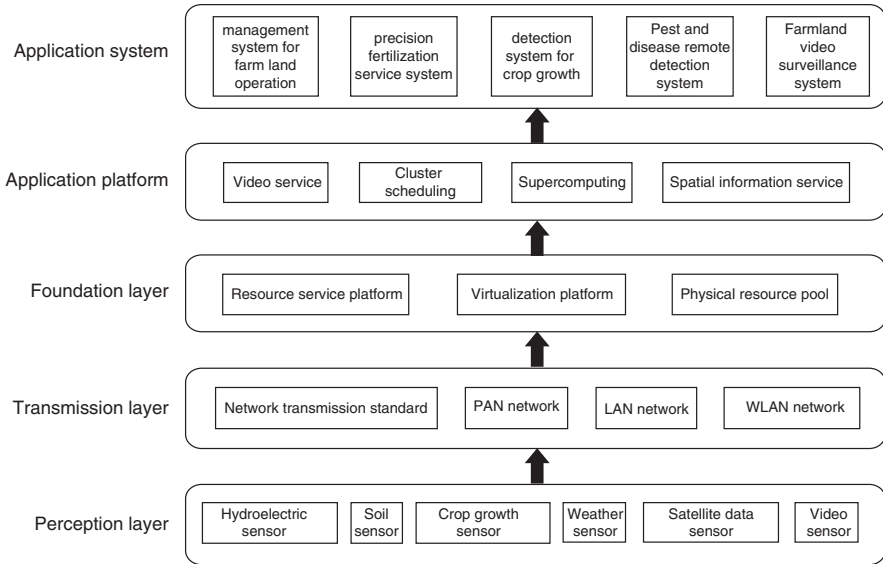 Application system
management
system for
farm land
operation
precision
fertilization
service system
detection
system for
crop growth
Pest and
disease remote
detection
system
Farmland
video
surveillance
system
Application platform
Video service
Cluster
scheduling
Supercomputing
Spatial information service
Foundation layer
Resource service platform
Virtualization platform
Physical resource pool
Transmission layer
Network transmission standard
PAN network
LAN network
WLAN network
Perception layer
Hydroelectric
sensor
Soil
sensor
Crop growth
sensor
Weather
sensor
Satellite data
sensor
Video
sensor